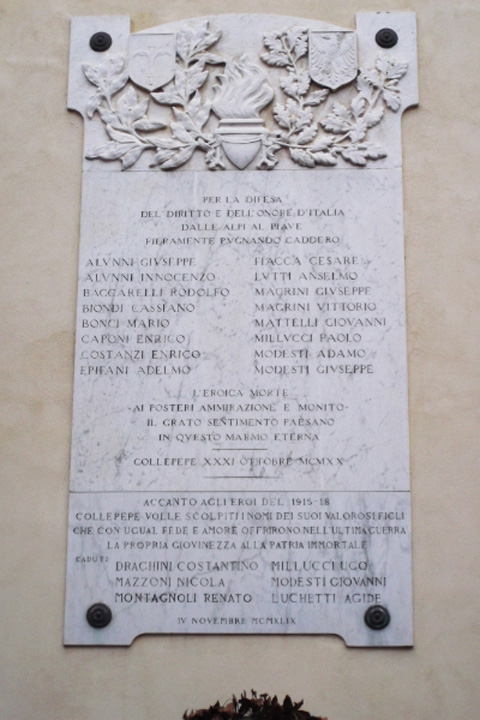 PER LA DIFESA
DEL DIRITTO E DELL'ONORE D'ITALIA
DALLE ALPI AL PIAVE
FIERAMENTE PVGNANDO CADDERO
ALVNNI GIVSEPPE
ALVNNI INNOCENZO
BACCARELLI RODOLFO
BIONDI CASSIANO
BONCI MARIO
CAPONI ENRICO
COSTANZI ENRICO
EPIFANI ADELMO
FIACCA CESARE
LVTTI ANSELMO
MAGRINI GIVSEPPE
MAGRINI VITTORIO
MATTELLI GIOVANNI
MILLVCCI PAOLO
MODESTI ADAMO
MODESTI GIVSEPPE
L'EROICA MORTE
-AI POSTERI AMMIRAZIONE E MONITO-
IL GRATO SENTIMENTO PAESANO
IN QVESTO MARMO ETERNA
COLLEPEPE XXXI OTTOBRE MCMXX
ACCANTO AGLI EROI DEL 1915-18
COLLEPEPE VOLLE SCOLPITI I NOMI DEI SUOI VALOROSI FIGLI
CHE CON UGUAL FEDE E AMORE OFFRIRONO NELL'ULTIMA GUERRA
LA PROPRIA GIOVINEZZA ALLA PATRIA IMMORTALE
CADUTI
DRAGHINI COSTANTINO
MAZZONI NICOLA
MONTAGNOLI RENATO
MILLUCCI UGO
MODESTI GIOVANNI
LUCHETTI AGIDE
IV NOVEMBRE MCMXLIX